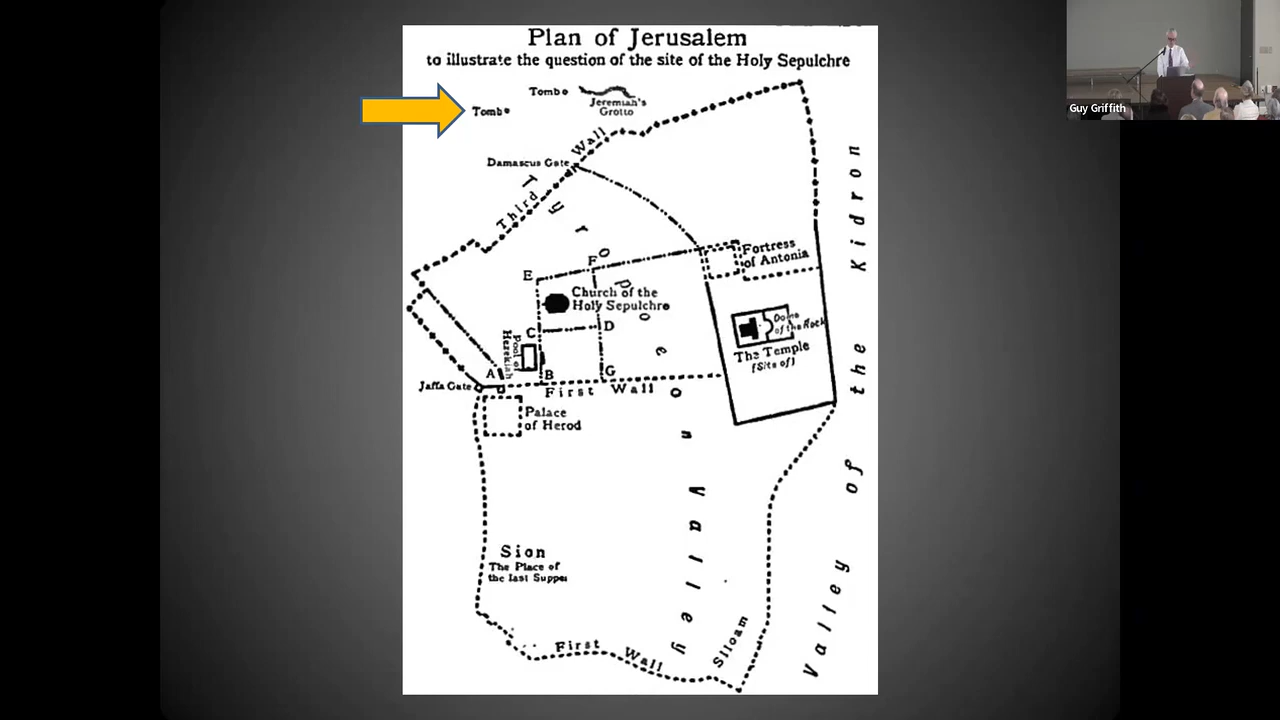 Plan of Jerusalem
to illustrate the question of the site of the Holy Sepulchre
Guy Griffith
Tomb
Jeremiah's
Grotto
Tomb
Third Wall
Damascus Gate
Tyropoeon Valley
Fortress
of Antonia
E
F
Church of the
Holy Sepulchre
Dome
of the Rock
C
D
Pool of
Hezekiah
The Temple
(Site of)
A
B
G
Jaffa Gate
First Wall
Palace
of Herod
Valley of the Kidron
Sion
The Place of
the last Supper
First Wall
Siloam